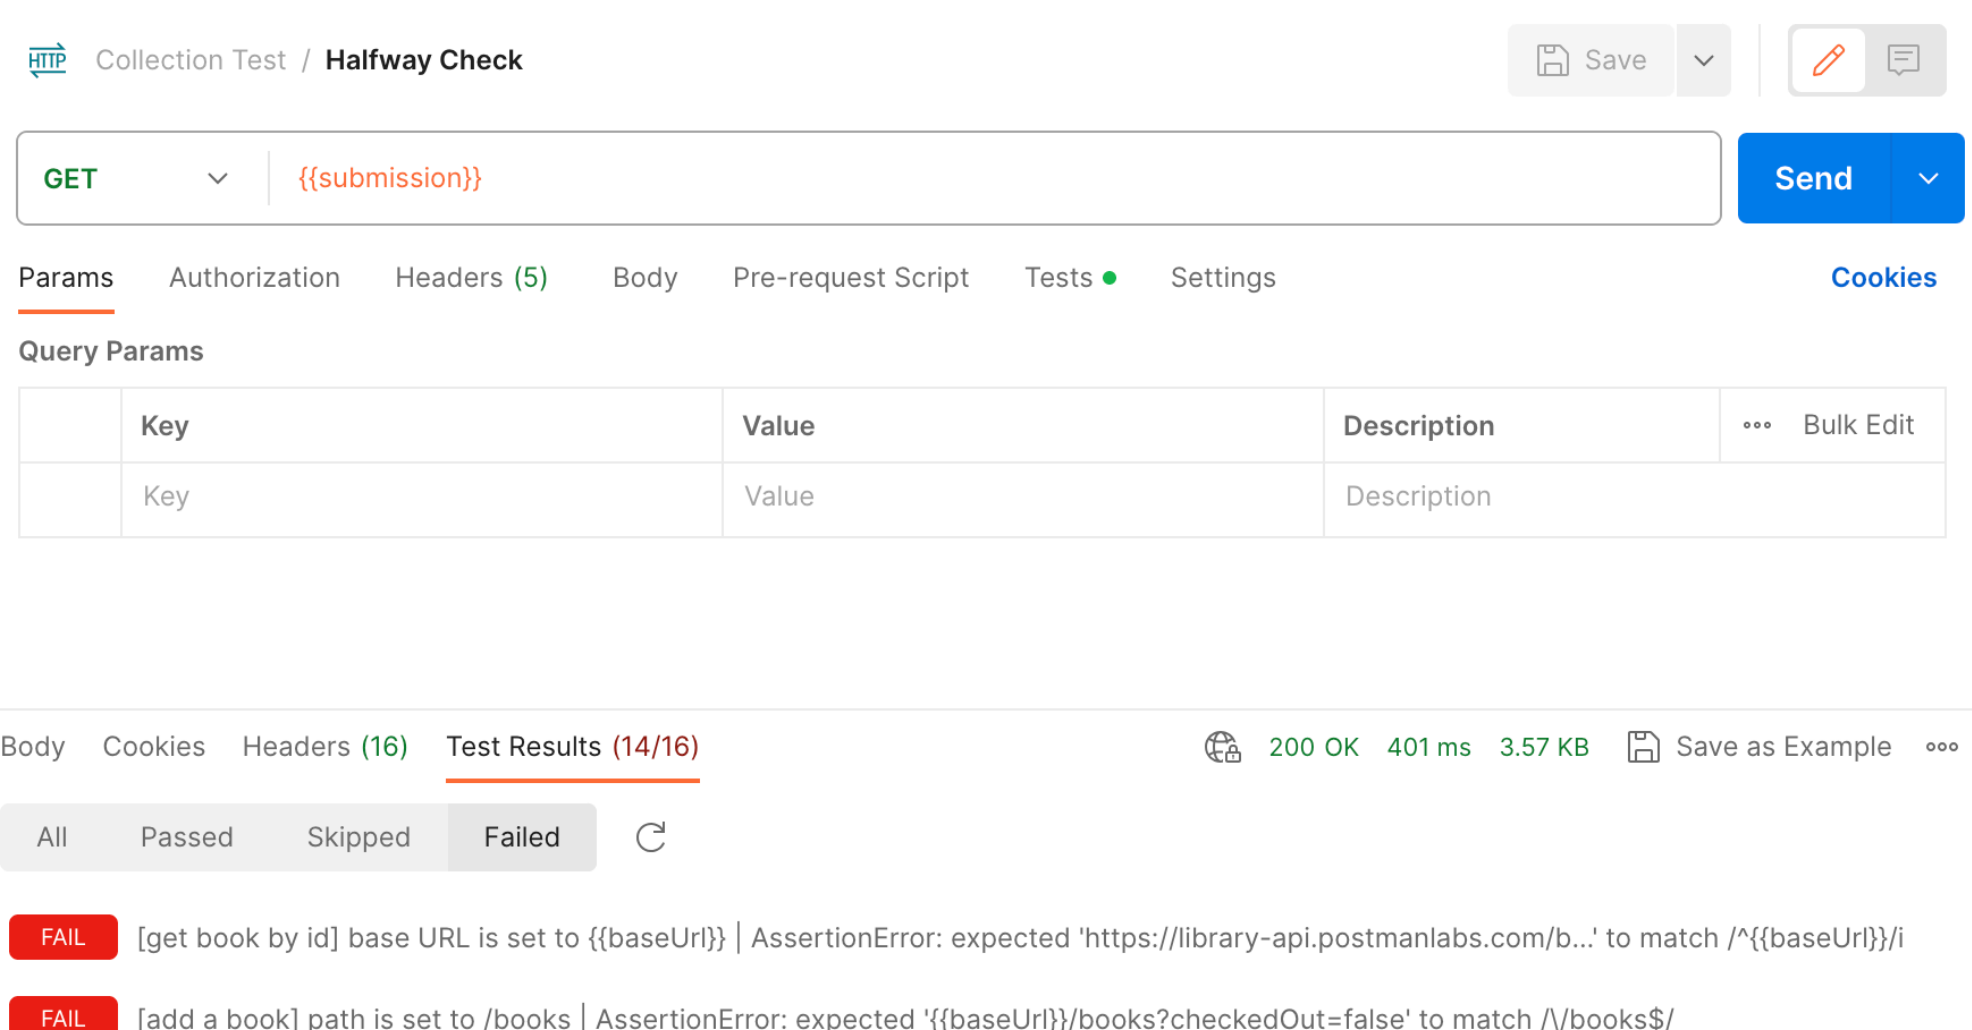 HTTP Collection Test / Halfway Check Save
GET {{submission}} Send
Params Authorization Headers (5) Body Pre-request Script Tests Settings Cookies
Query Params
Key Value Description Bulk Edit
Key Value Description
Body Cookies Headers (16) Test Results (14/16) 200 OK 401 ms 3.57 KB Save as Example
All Passed Skipped Failed
FAIL [get book by id] base URL is set to {{baseUrl}} | AssertionError: expected 'https://library-api.postmanlabs.com/b...' to match /^{{baseUrl}}/i
FAIL [add a book] path is set to /books | AssertionError: expected '{{baseUrl}}/books?checkedOut=false' to match /\/books$/